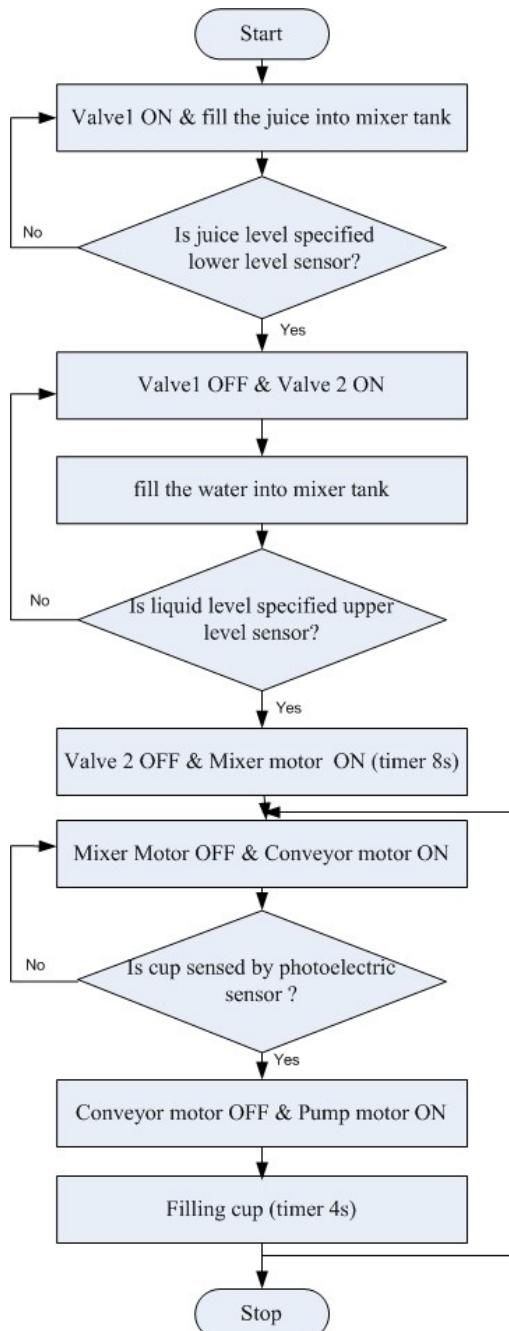 Start
Valve1 ON & fill the juice into mixer tank
No
Is juice level specified
lower level sensor?
Yes
Valve1 OFF & Valve 2 ON
fill the water into mixer tank
No
Is liquid level specified upper
level sensor?
Yes
Valve 2 OFF & Mixer motor ON (timer 8s)
Mixer Motor OFF & Conveyor motor ON
No
Is cup sensed by photoelectric
sensor ?
Yes
Conveyor motor OFF & Pump motor ON
Filling cup (timer 4s)
Stop